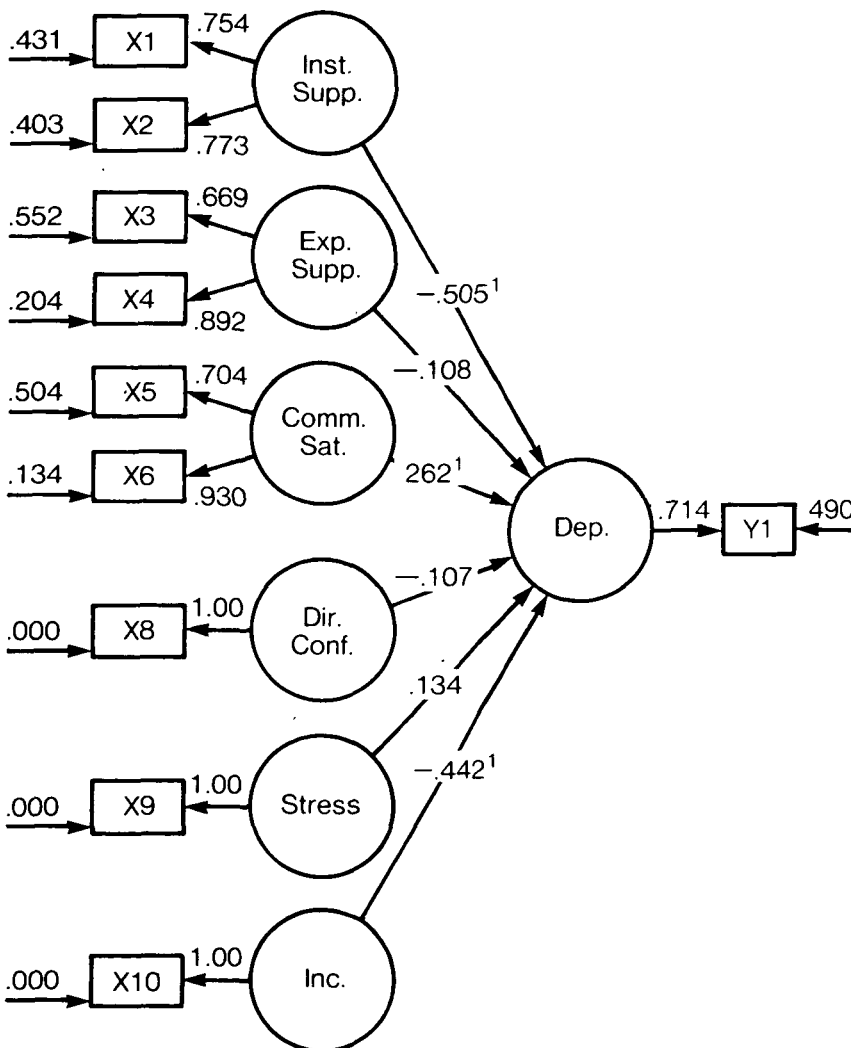 .431
X1
.754
Inst.
Supp.
.403
X2
.773
.552
X3
.669
Exp.
Supp.
.204
X4
.892
−.505¹
−.108
.504
X5
.704
Comm.
Sat.
.134
X6
.930
262¹
Dep.
.714
Y1
490
−.107
.000
X8
1.00
Dir.
Conf.
.134
−.442¹
.000
X9
1.00
Stress
.000
X10
1.00
Inc.